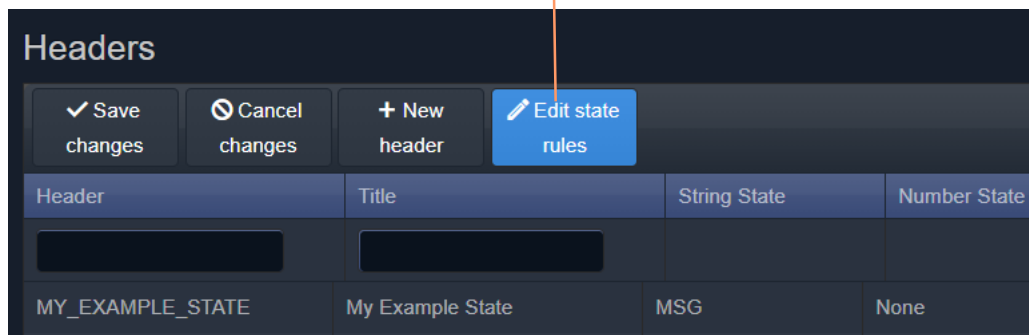 Headers
Save changes
Cancel changes
+ New header
Edit state rules
Header Title String State Number State
MY_EXAMPLE_STATE My Example State MSG None